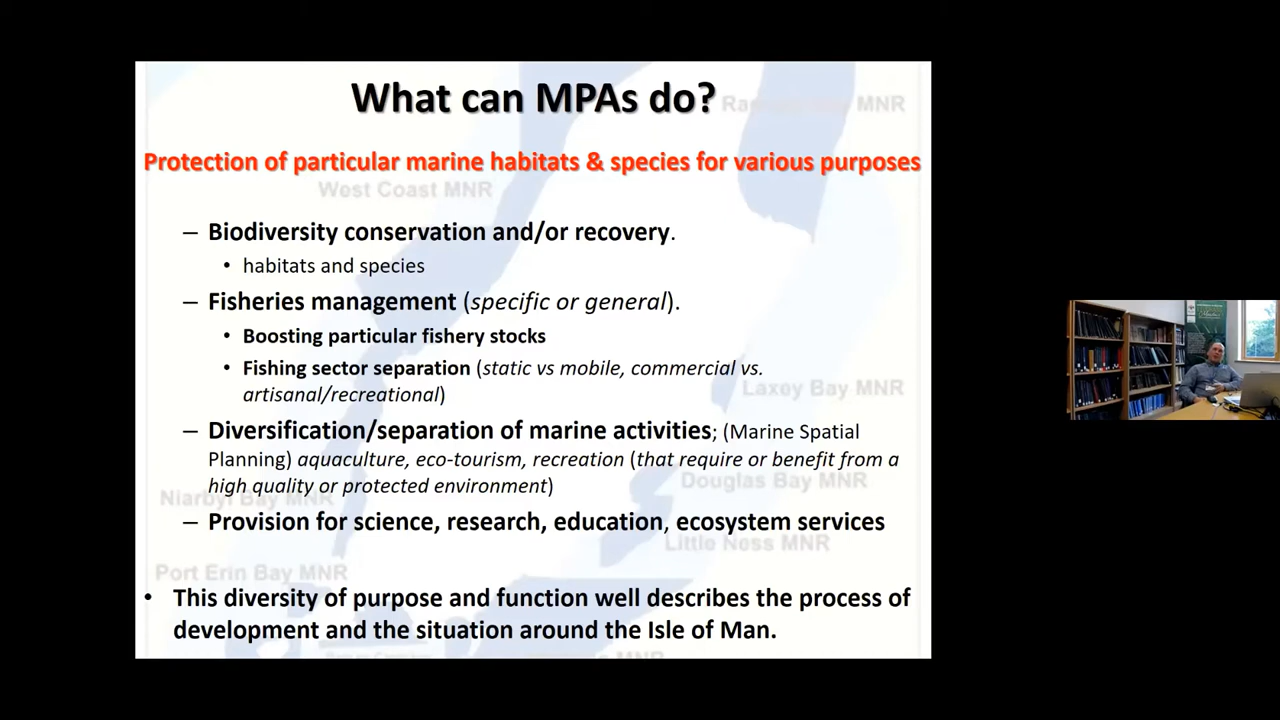 What can MPAs do?
Ramsey Bay MNR
Protection of particular marine habitats & species for various purposes
West Coast MNR
– Biodiversity conservation and/or recovery.
• habitats and species
– Fisheries management (specific or general).
• Boosting particular fishery stocks
• Fishing sector separation (static vs mobile, commercial vs.
artisanal/recreational)
Laxey Bay MNR
– Diversification/separation of marine activities; (Marine Spatial
Planning) aquaculture, eco-tourism, recreation (that require or benefit from a
Douglas Bay MNR
high quality or protected environment)
Niarbyl Bay MNR
– Provision for science, research, education, ecosystem services
Little Ness MNR
Port Erin Bay MNR
• This diversity of purpose and function well describes the process of
development and the situation around the Isle of Man.
MNR